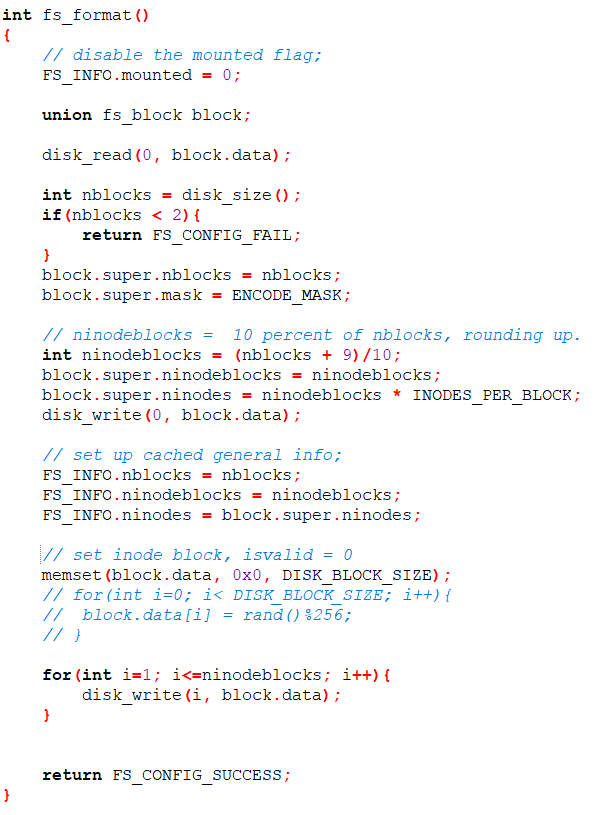 int fs_format()
{
    // disable the mounted flag;
    FS_INFO.mounted = 0;

    union fs_block block;

    disk_read(0, block.data);

    int nblocks = disk_size();
    if(nblocks < 2){
        return FS_CONFIG_FAIL;
    }
    block.super.nblocks = nblocks;
    block.super.mask = ENCODE_MASK;

    // ninodeblocks =  10 percent of nblocks, rounding up.
    int ninodeblocks = (nblocks + 9)/10;
    block.super.ninodeblocks = ninodeblocks;
    block.super.ninodes = ninodeblocks * INODES_PER_BLOCK;
    disk_write(0, block.data);

    // set up cached general info;
    FS_INFO.nblocks = nblocks;
    FS_INFO.ninodeblocks = ninodeblocks;
    FS_INFO.ninodes = block.super.ninodes;

    // set inode block, isvalid = 0
    memset(block.data, 0x0, DISK_BLOCK_SIZE);
    // for(int i=0; i< DISK_BLOCK_SIZE; i++){
    //  block.data[i] = rand()%256;
    // }

    for(int i=1; i<=ninodeblocks; i++){
        disk_write(i, block.data);
    }


    return FS_CONFIG_SUCCESS;
}